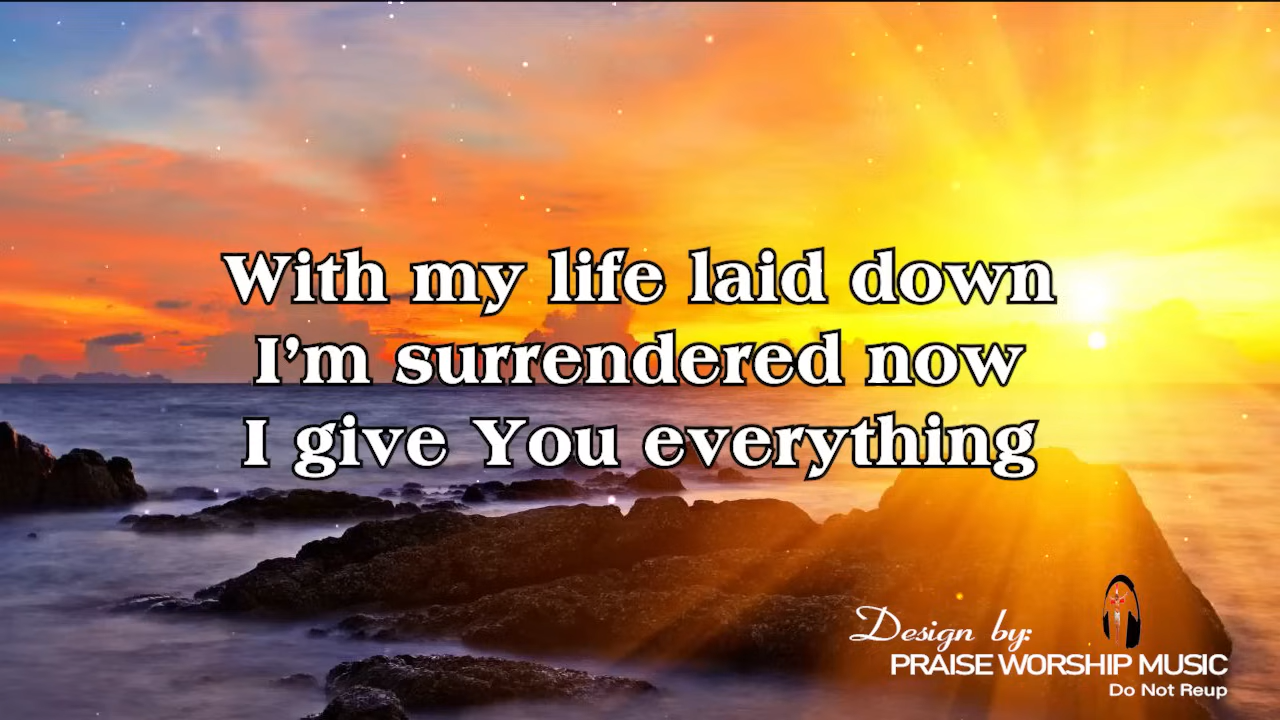 With my life laid down
I'm surrendered now
I give You everything
Design by:
PRAISE WORSHIP MUSIC
Do Not Reup